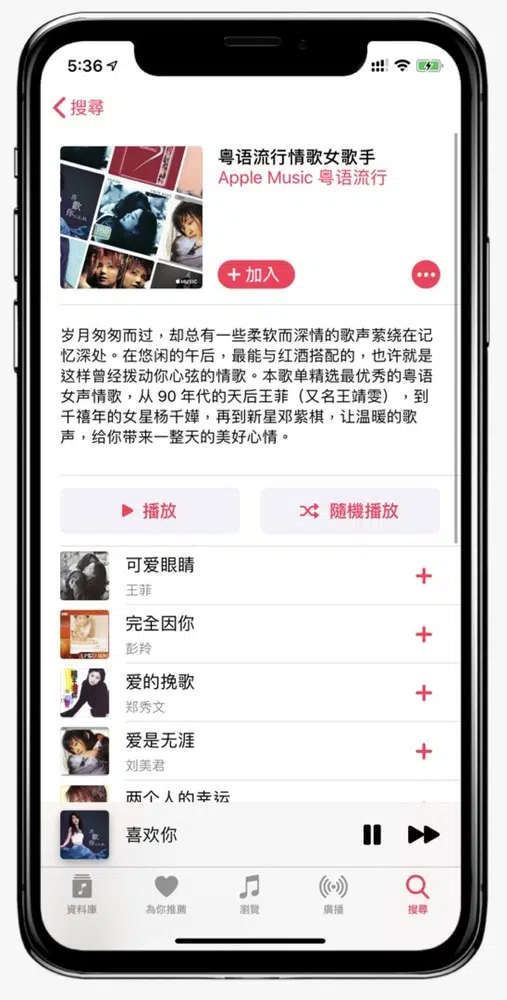 5:36
搜尋
粤语流行情歌女歌手
Apple Music 粤语流行
+ 加入
岁月匆匆而过，却总有一些柔软而深情的歌声萦绕在记
忆深处。在悠闲的午后，最能与红酒搭配的，也许就是
这样曾经拨动你心弦的情歌。本歌单精选最优秀的粤语
女声情歌，从 90 年代的天后王菲（又名王靖雯），到
千禧年的女星杨千嬅，再到新星邓紫棋，让温暖的歌
声，给你带来一整天的美好心情。
播放
隨機播放
可爱眼睛
王菲
完全因你
彭羚
爱的挽歌
郑秀文
爱是无涯
刘美君
两个人的幸运
喜欢你
資料庫
為你推薦
瀏覽
廣播
搜尋